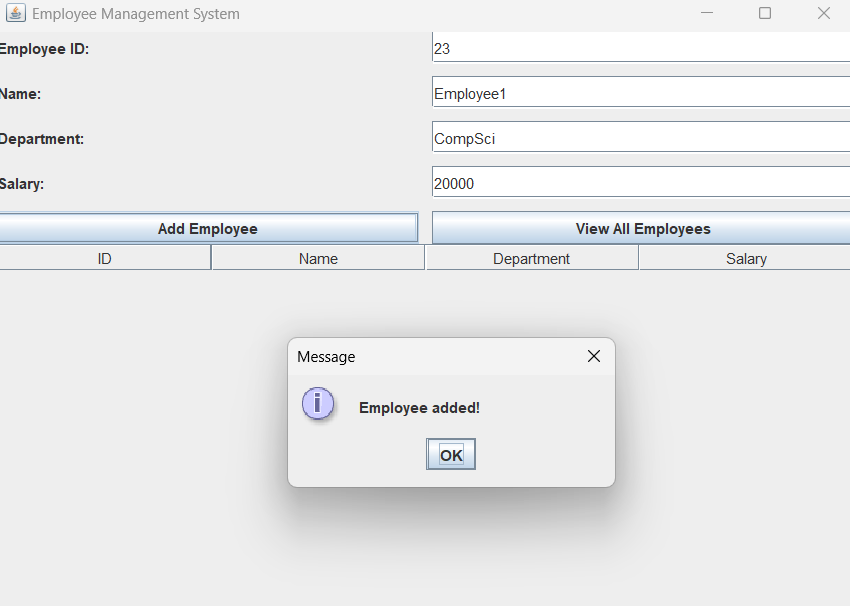 Employee Management System
Employee ID: 23
Name: Employee1
Department: CompSci
Salary: 20000
Add Employee View All Employees
ID Name Department Salary
Message
i Employee added!
OK